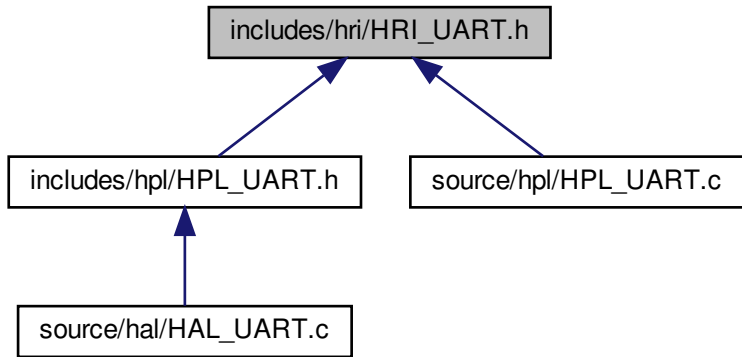 includes/hri/HRI_UART.h
includes/hpl/HPL_UART.h
source/hpl/HPL_UART.c
source/hal/HAL_UART.c